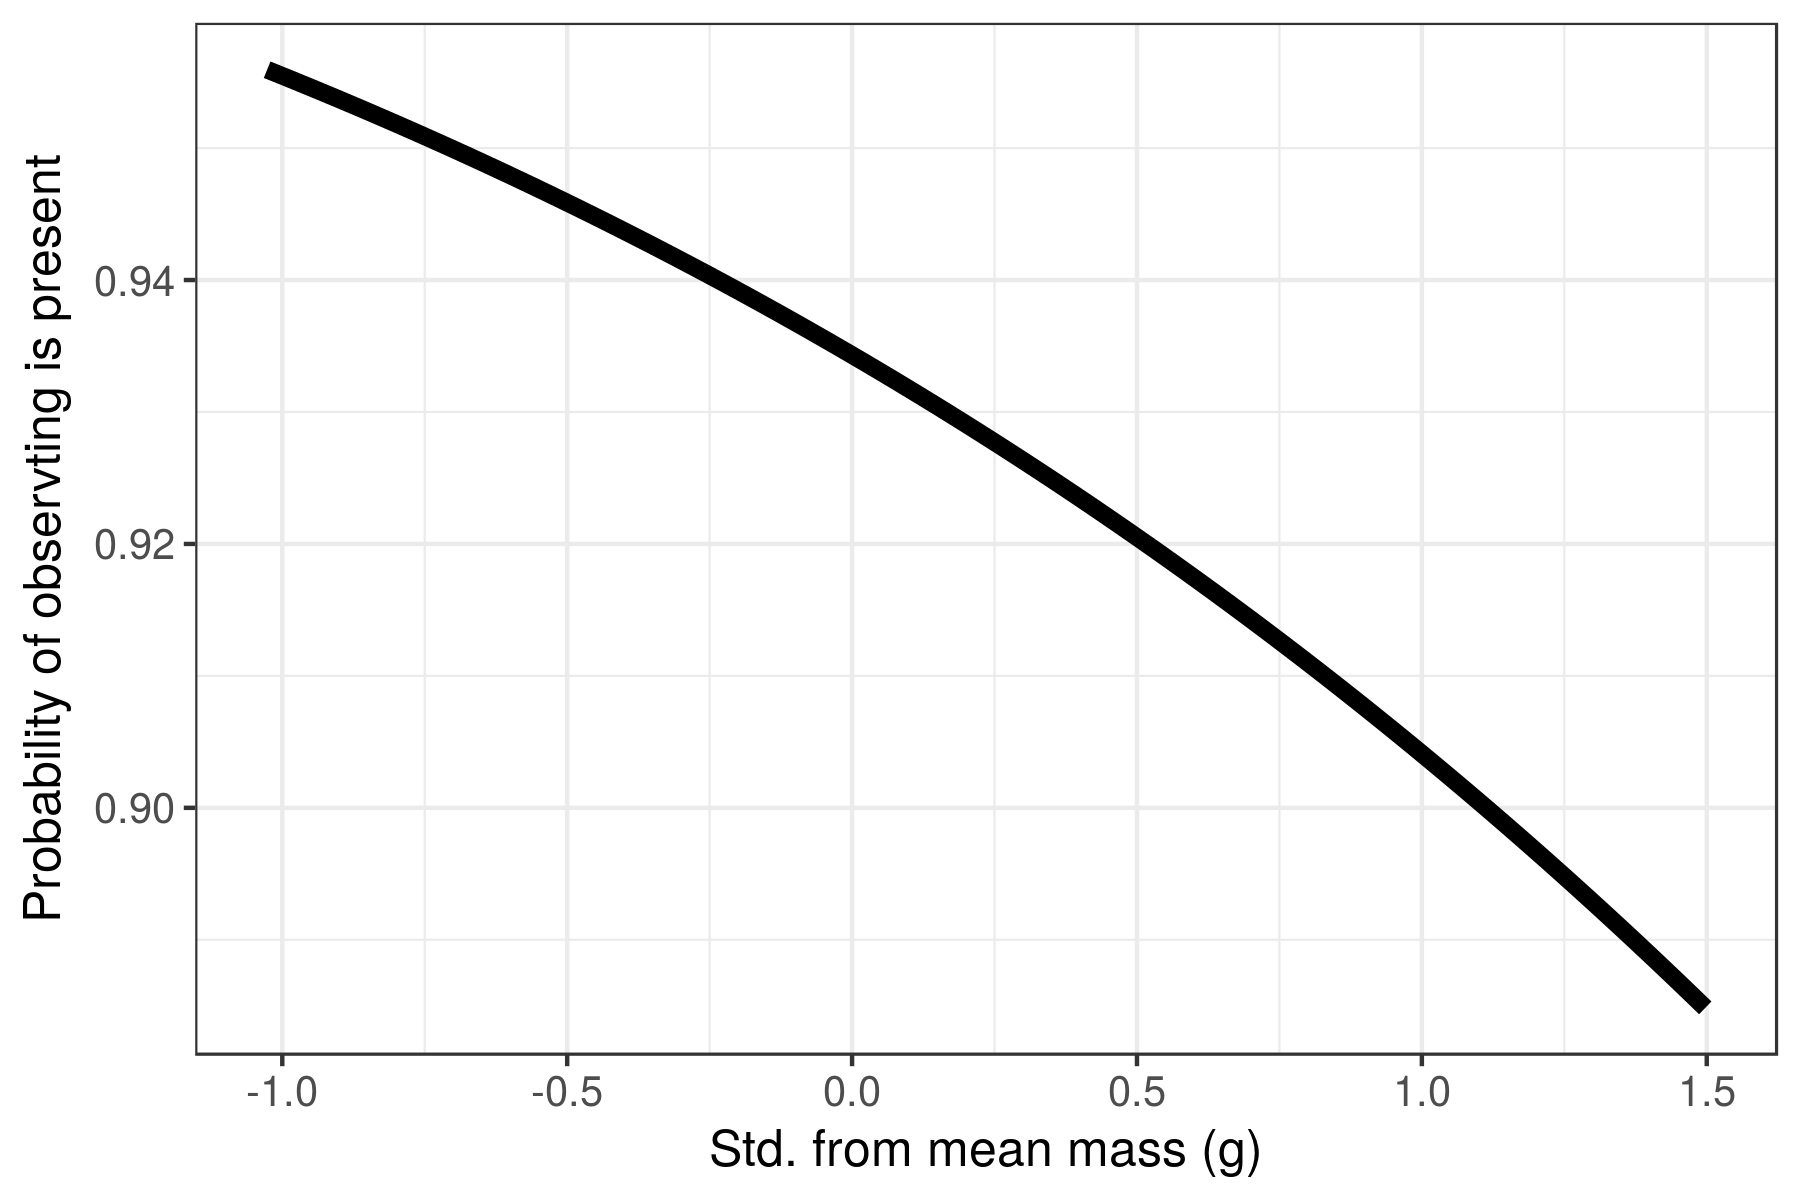 Probability of observting is present
0.94
0.92
0.90
-1.0 -0.5 0.0 0.5 1.0 1.5
Std. from mean mass (g)